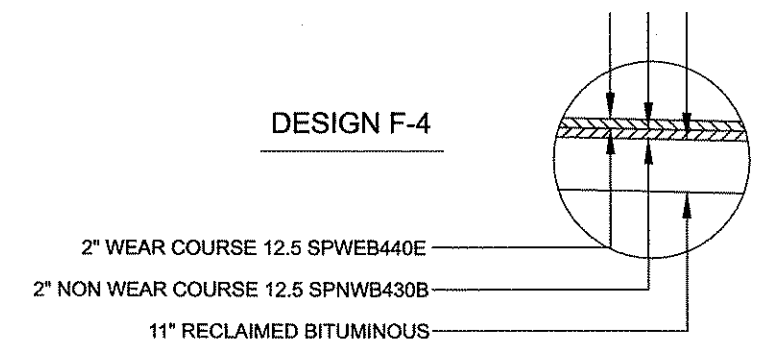 DESIGN F-4
2" WEAR COURSE 12.5 SPWEB440E
2" NON WEAR COURSE 12.5 SPNWB430B
11" RECLAIMED BITUMINOUS